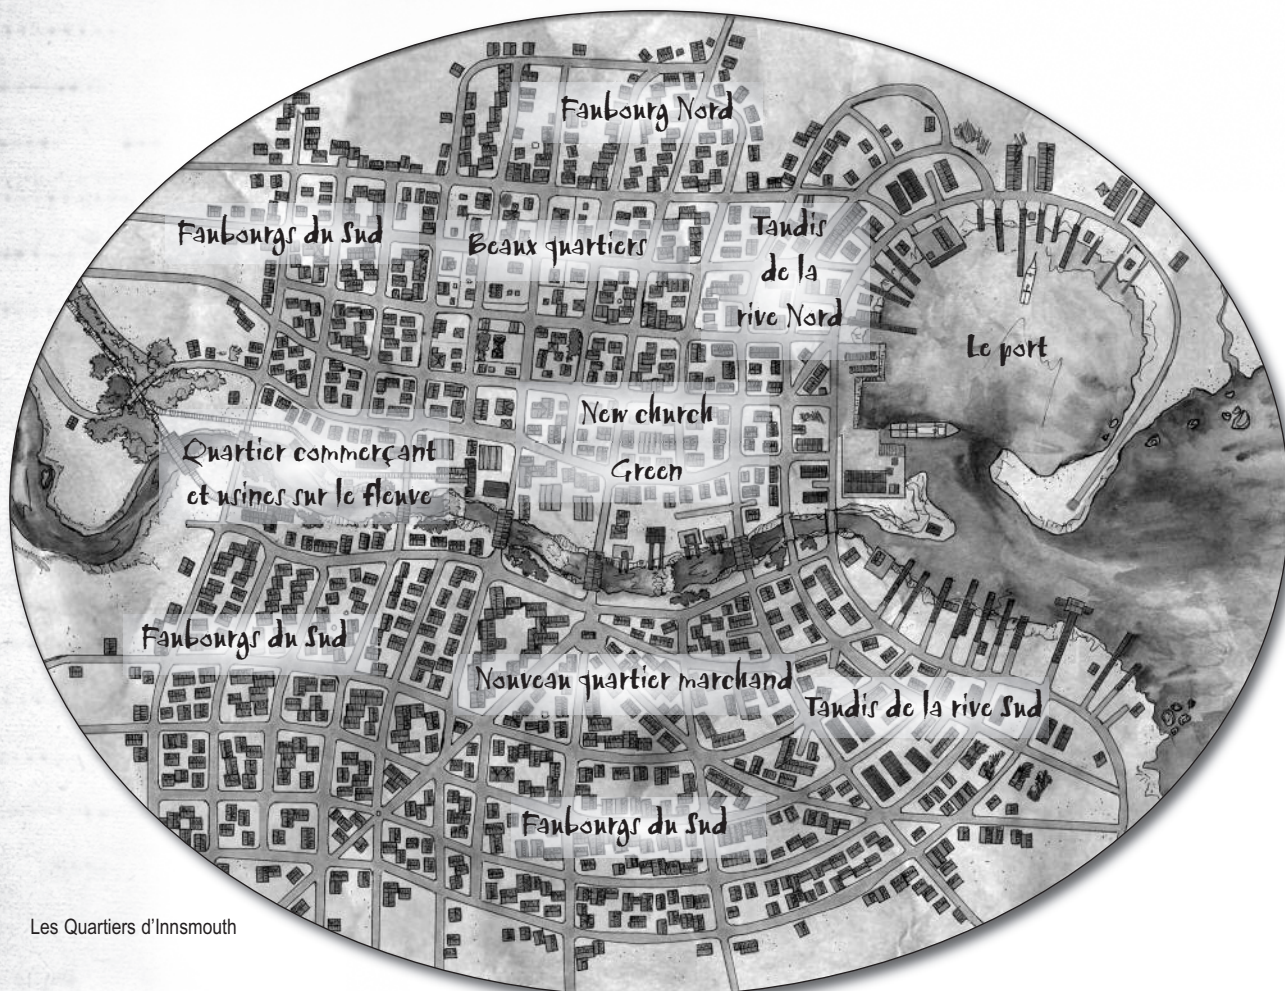 Faubourg Nord
Faubourgs du Sud
Beaux quartiers
Taudis
de la
rive Nord
Le port
New church
Green
Quartier commerçant
et usines sur le fleuve
Faubourgs du Sud
Nouveau quartier marchand
Taudis de la rive Sud
Faubourgs du Sud
Les Quartiers d'Innsmouth